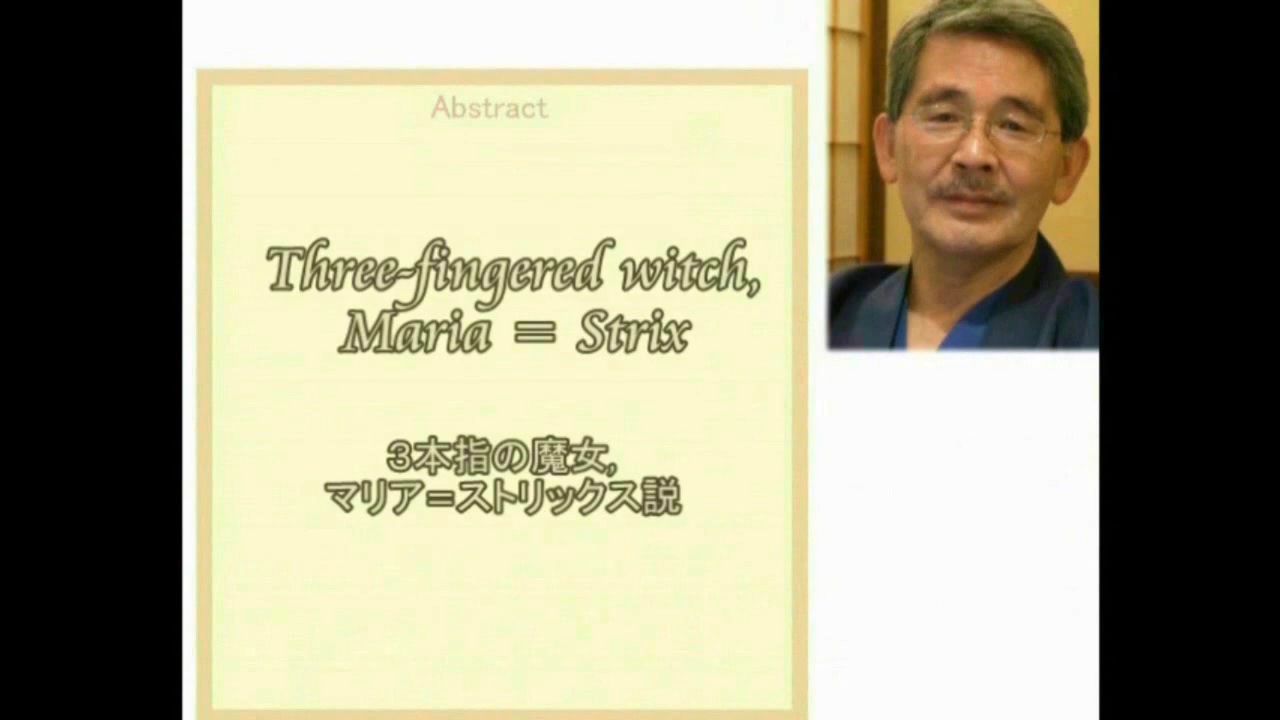 Abstract
Three-fingered witch,
Maria = Strix
３本指の魔女,
マリア＝ストリックス説